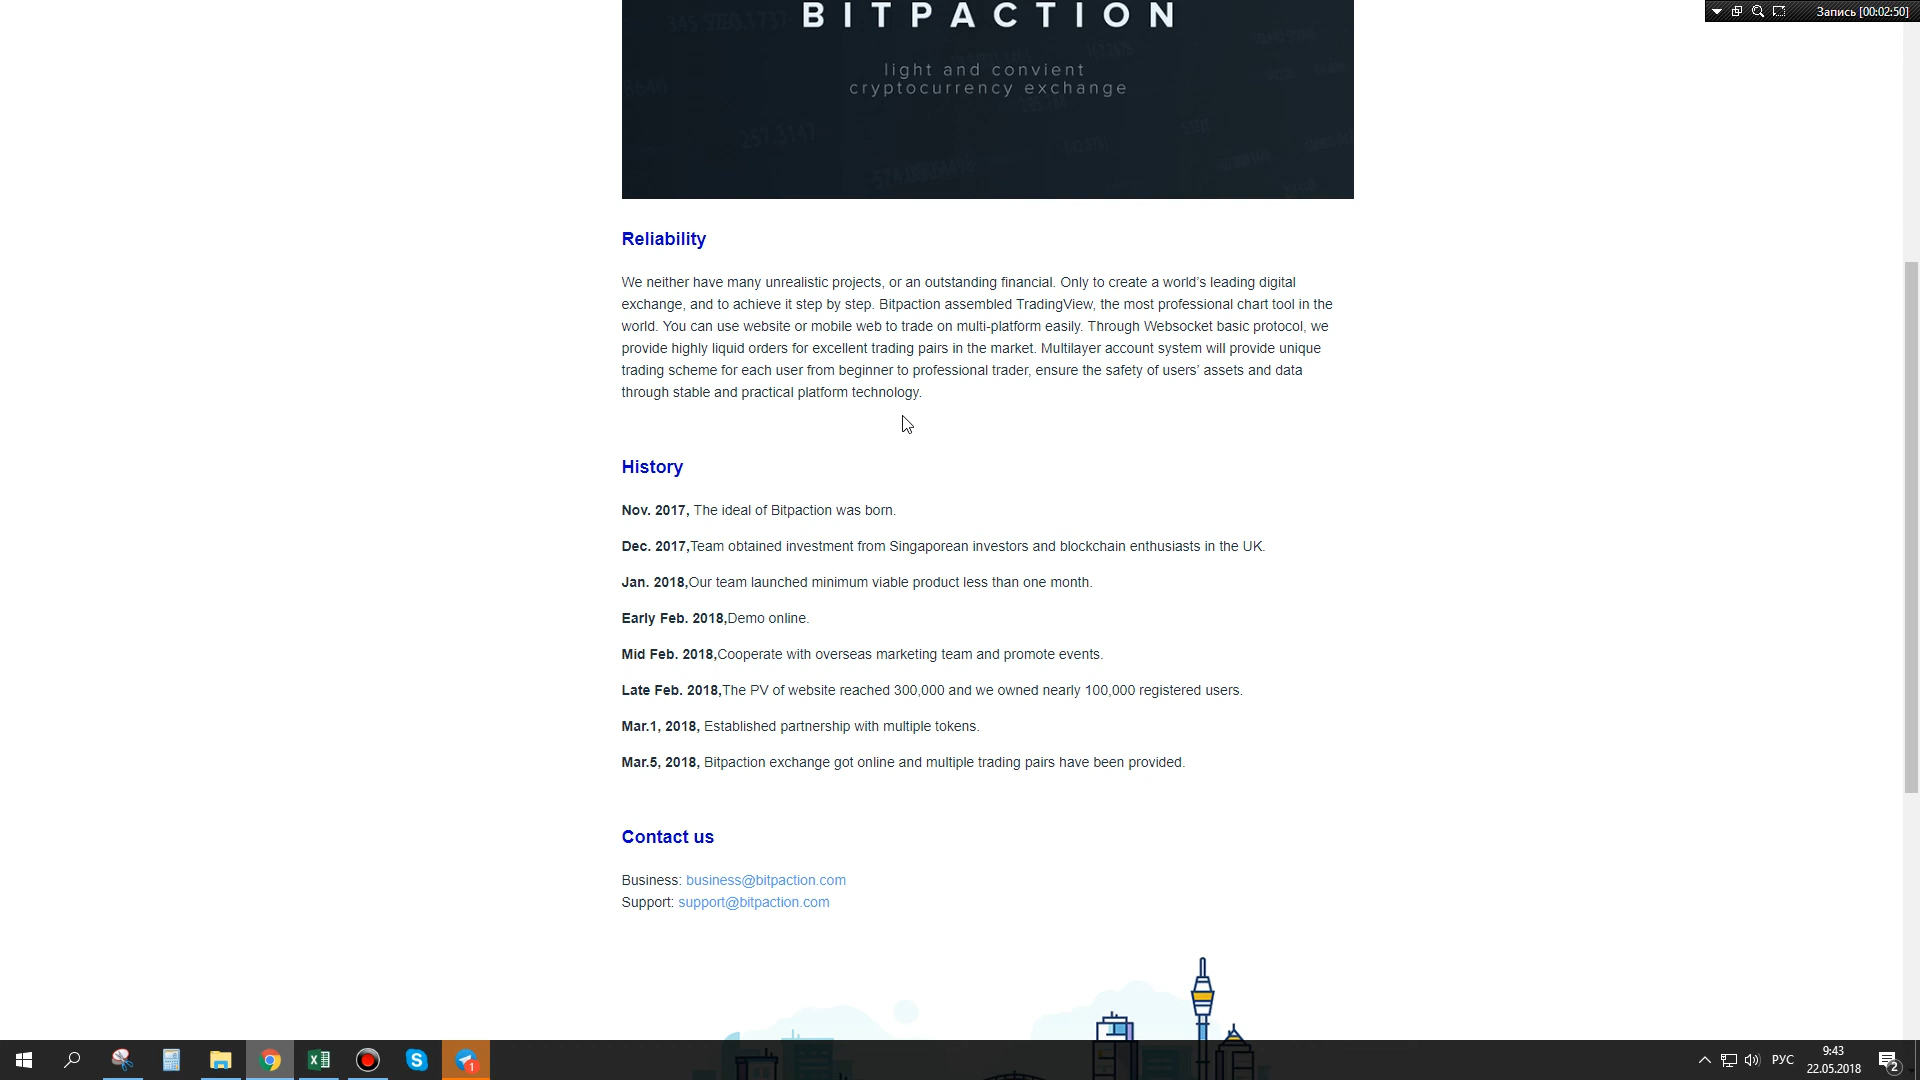 Запись [00:02:50]
BITPACTION
light and convient
cryptocurrency exchange
257.3147
Reliability
We neither have many unrealistic projects, or an outstanding financial. Only to create a world's leading digital
exchange, and to achieve it step by step. Bitpaction assembled TradingView, the most professional chart tool in the
world. You can use website or mobile web to trade on multi-platform easily. Through Websocket basic protocol, we
provide highly liquid orders for excellent trading pairs in the market. Multilayer account system will provide unique
trading scheme for each user from beginner to professional trader, ensure the safety of users' assets and data
through stable and practical platform technology.
History
Nov. 2017, The ideal of Bitpaction was born.
Dec. 2017,Team obtained investment from Singaporean investors and blockchain enthusiasts in the UK.
Jan. 2018,Our team launched minimum viable product less than one month.
Early Feb. 2018,Demo online.
Mid Feb. 2018,Cooperate with overseas marketing team and promote events.
Late Feb. 2018,The PV of website reached 300,000 and we owned nearly 100,000 registered users.
Mar.1, 2018, Established partnership with multiple tokens.
Mar.5, 2018, Bitpaction exchange got online and multiple trading pairs have been provided.
Contact us
Business: business@bitpaction.com
Support: support@bitpaction.com
1
РУС
9:43
22.05.2018
2